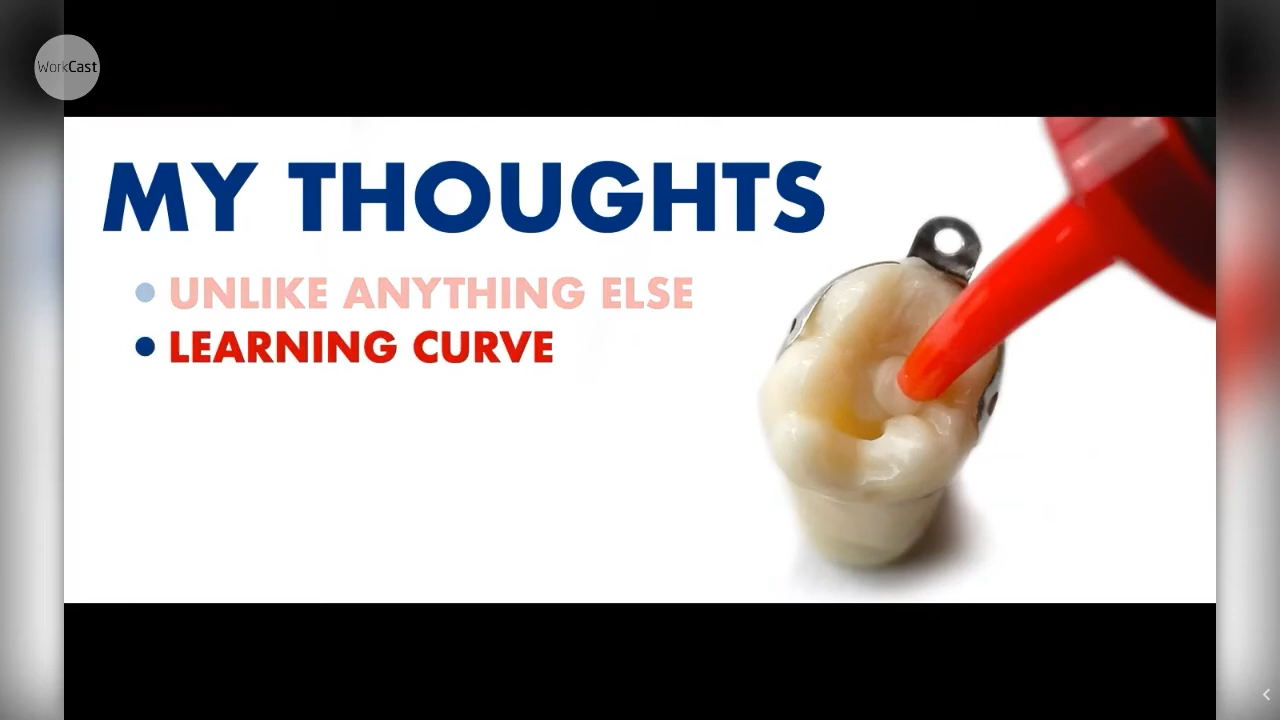 WorkCast
MY THOUGHTS
• UNLIKE ANYTHING ELSE
• LEARNING CURVE